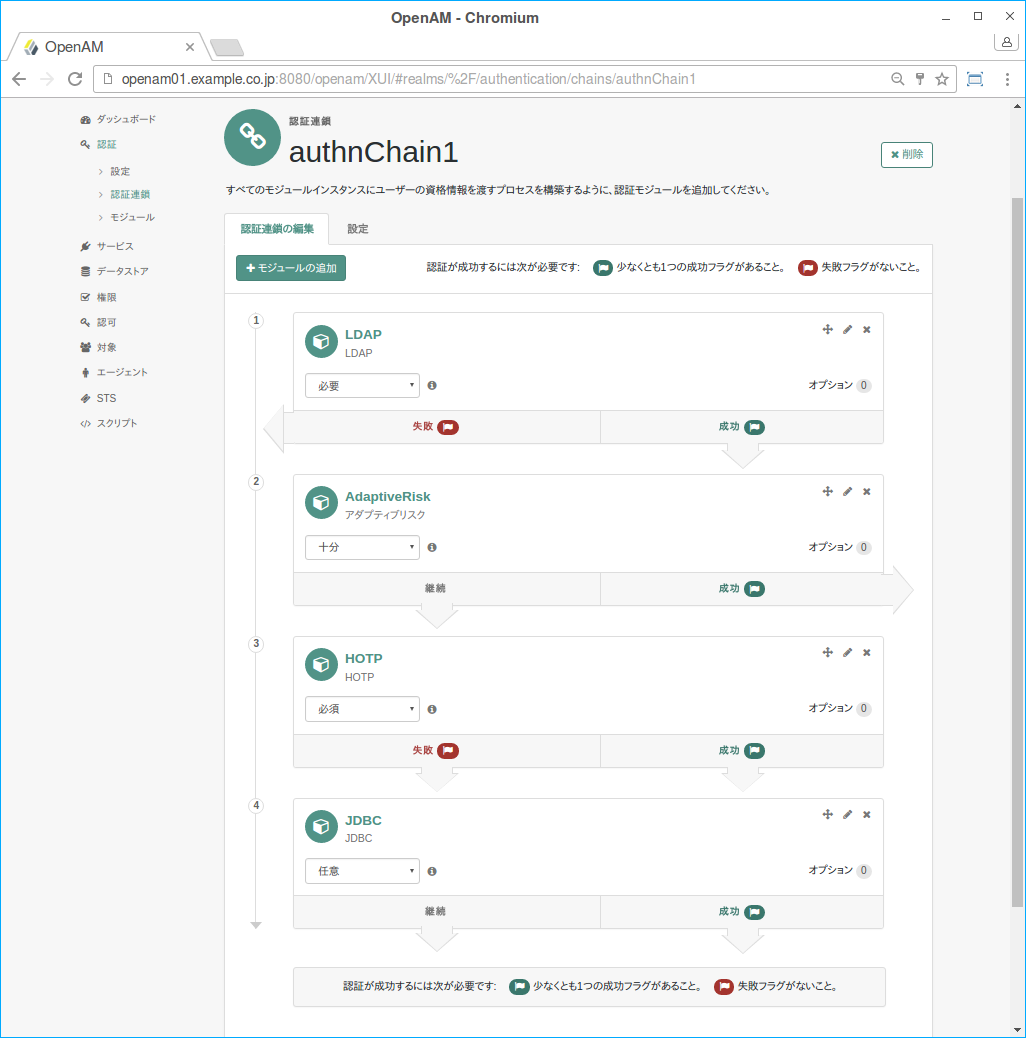 OpenAM - Chromium
OpenAM
openam01.example.co.jp:8080/openam/XUI/#realms/%2F/authentication/chains/authnChain1
ダッシュボード
認証
設定
認証連鎖
モジュール
サービス
データストア
権限
認可
対象
エージェント
STS
スクリプト
認証連鎖
authnChain1
削除
すべてのモジュールインスタンスにユーザーの資格情報を渡すプロセスを構築するように、認証モジュールを追加してください。
認証連鎖の編集 設定
モジュールの追加 認証が成功するには次が必要です: 少なくとも1つの成功フラグがあること。 失敗フラグがないこと。
1
LDAP
LDAP
必要 オプション 0
失敗 成功
2
AdaptiveRisk
アダプティブリスク
十分 オプション 0
継続 成功
3
HOTP
HOTP
必須 オプション 0
失敗 成功
4
JDBC
JDBC
任意 オプション 0
継続 成功
認証が成功するには次が必要です: 少なくとも1つの成功フラグがあること。 失敗フラグがないこと。